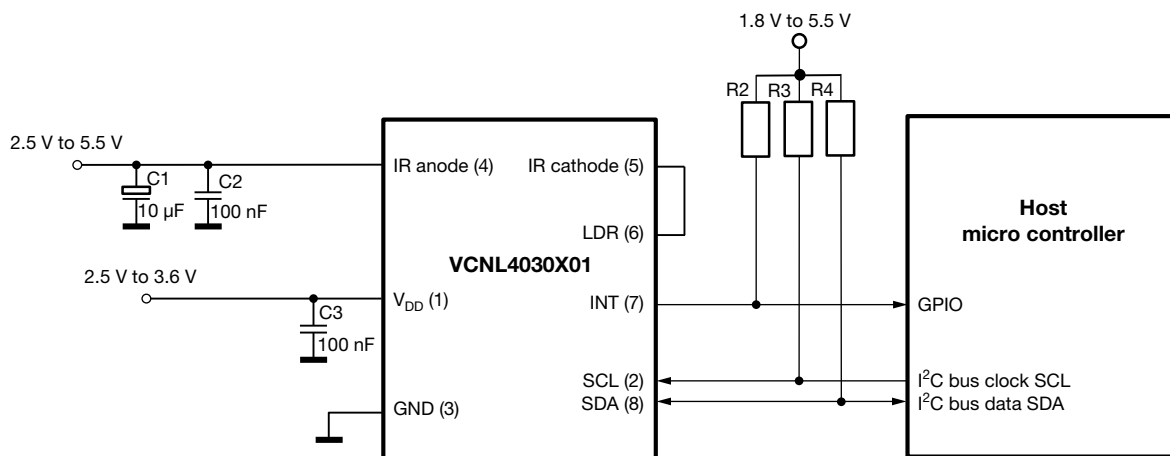 1.8 V to 5.5 V
R2 R3 R4
2.5 V to 5.5 V
IR anode (4) IR cathode (5)
C1 C2
10 µF 100 nF
Host
micro controller
LDR (6)
VCNL4030X01
2.5 V to 3.6 V
V_DD (1) INT (7) GPIO
C3
100 nF
SCL (2) I²C bus clock SCL
GND (3) SDA (8) I²C bus data SDA